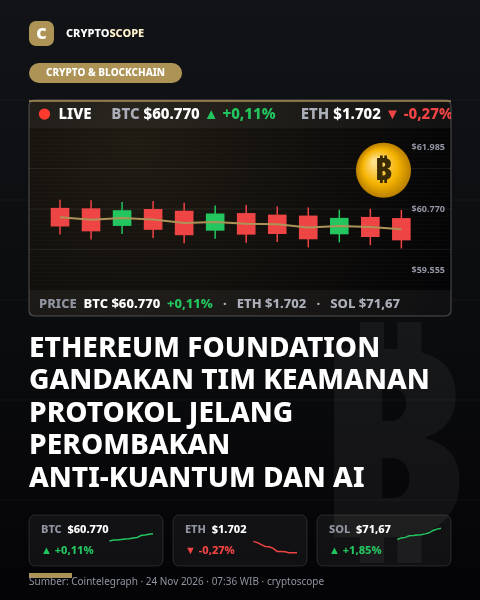 C CRYPTOSCOPE
CRYPTO & BLOCKCHAIN
LIVE BTC $60.770 ▲ +0,11% ETH $1.702 ▼ -0,27%
$61.985
$60.770
$59.555
PRICE BTC $60.770 +0,11% · ETH $1.702 · SOL $71,67
ETHEREUM FOUNDATION
GANDAKAN TIM KEAMANAN
PROTOKOL JELANG
PEROMBAKAN
ANTI-KUANTUM DAN AI
BTC $60.770 ETH $1.702 SOL $71,67
▲ +0,11% ▼ -0,27% ▲ +1,85%
Sumber: Cointelegraph · 24 Nov 2026 · 07:36 WIB · cryptoscope